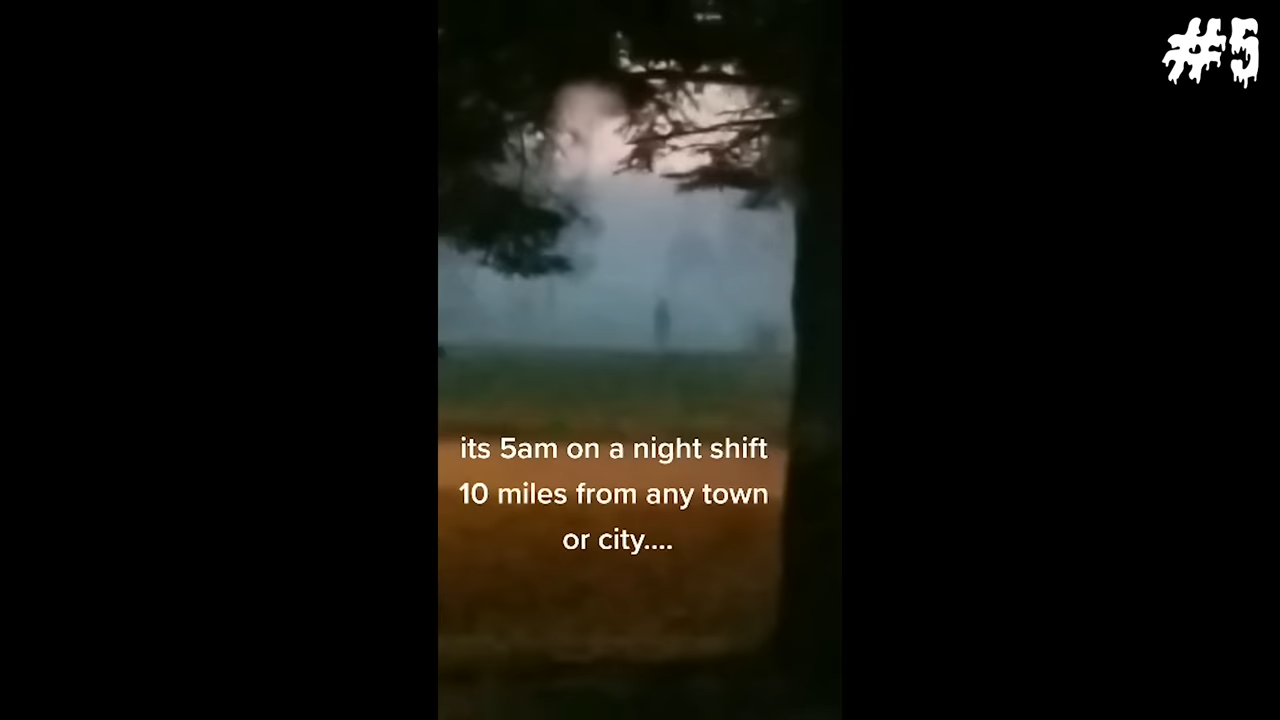 #5
its 5am on a night shift
10 miles from any town
or city....